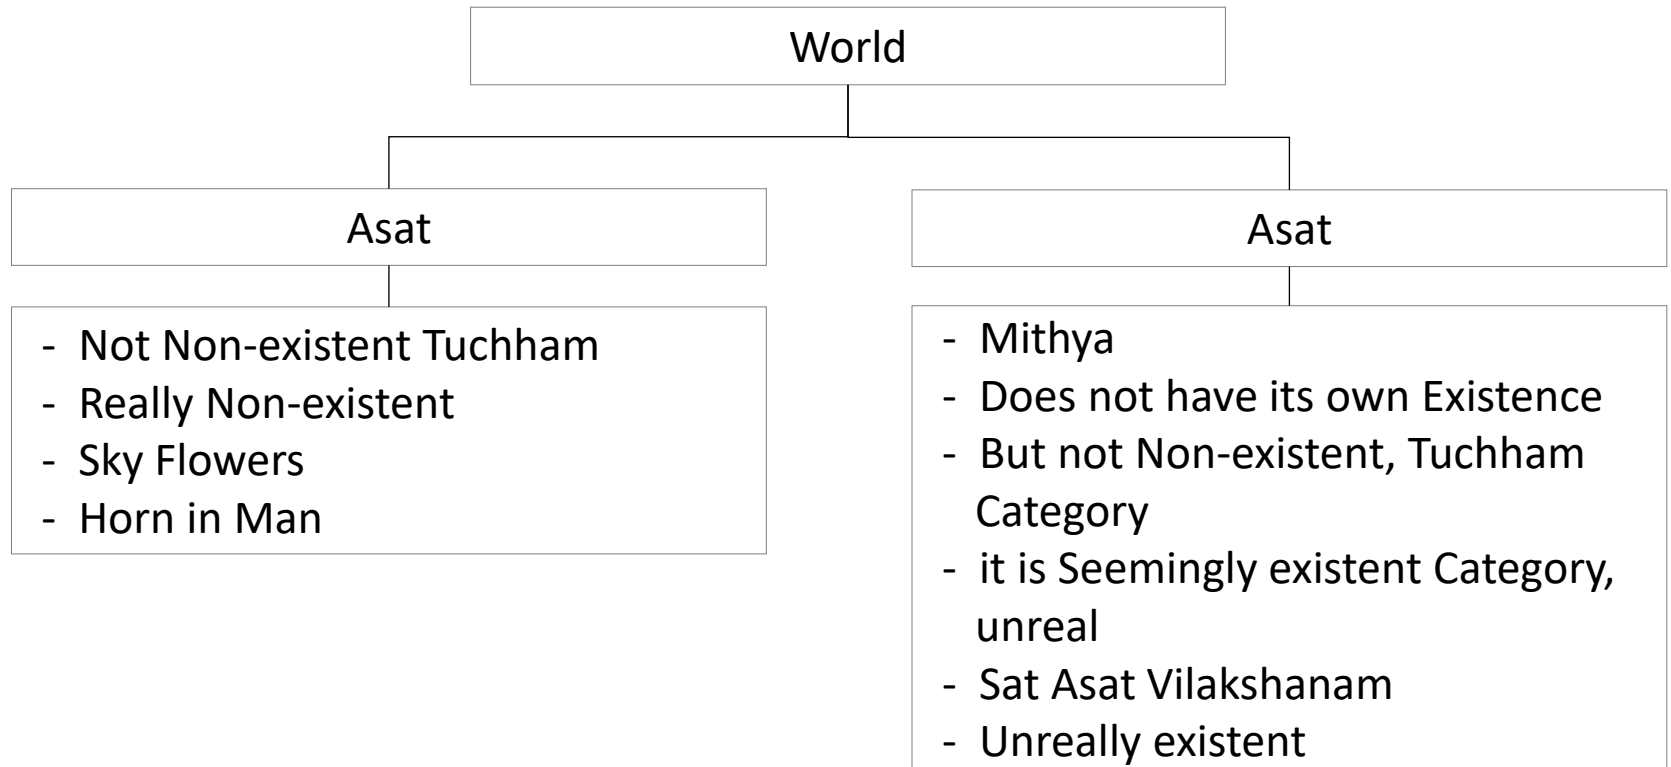 World
Asat
- Not Non-existent Tuchham
- Really Non-existent
- Sky Flowers
- Horn in Man
Asat
- Mithya
- Does not have its own Existence
- But not Non-existent, Tuchham
Category
- it is Seemingly existent Category,
unreal
- Sat Asat Vilakshanam
- Unreally existent